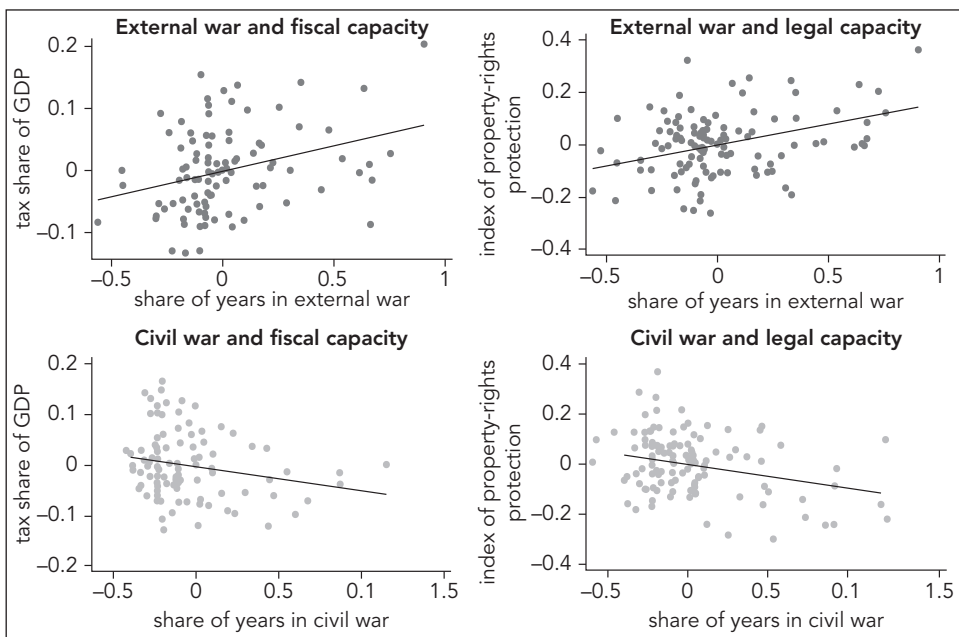 External war and fiscal capacity
tax share of GDP
0.2
0.1
0
–0.1
–0.5
0
0.5
1
share of years in external war
External war and legal capacity
index of property-rights
protection
0.4
0.2
0
–0.2
–0.4
–0.5
0
0.5
1
share of years in external war
Civil war and fiscal capacity
tax share of GDP
0.2
0.1
0
–0.1
0.2
–0.5
0
0.5
0.1
1.5
share of years in civil war
Civil war and legal capacity
index of property-rights
protection
0.4
0.2
0
–0.2
–0.4
–0.5
0
0.5
0.1
1.5
share of years in civil war